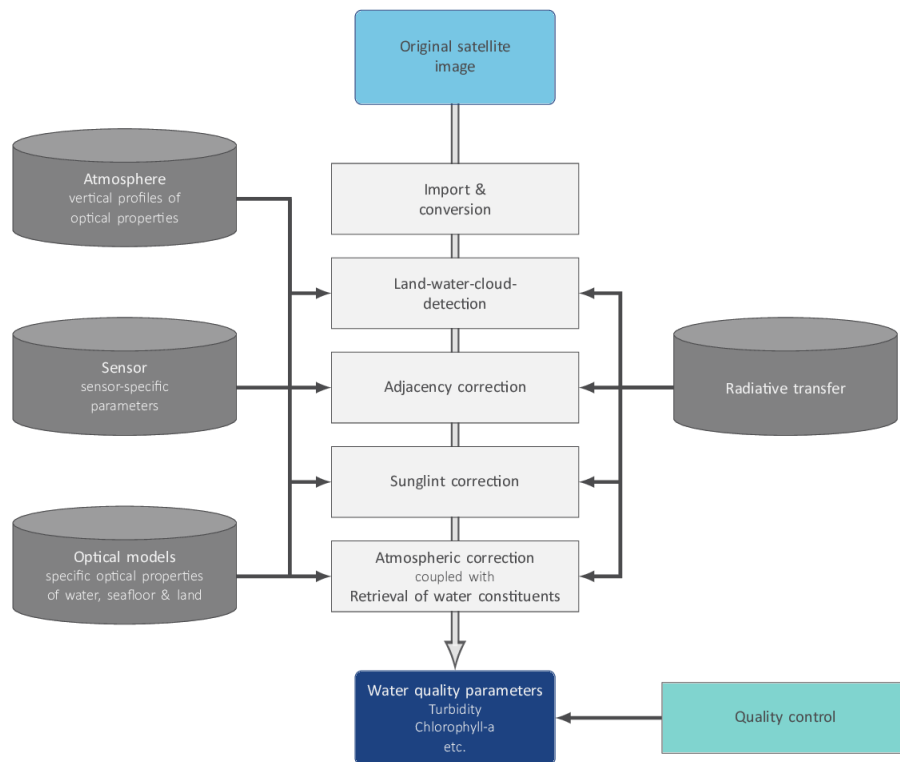 Original satellite
image
Atmosphere
vertical profiles of
optical properties
Import &
conversion
Land-water-cloud-
detection
Sensor
sensor-specific
parameters
Adjacency correction
Radiative transfer
Sunglint correction
Optical models
specific optical properties
of water, seafloor & land
Atmospheric correction
coupled with
Retrieval of water constituents
Water quality parameters
Turbidity
Chlorophyll-a
etc.
Quality control